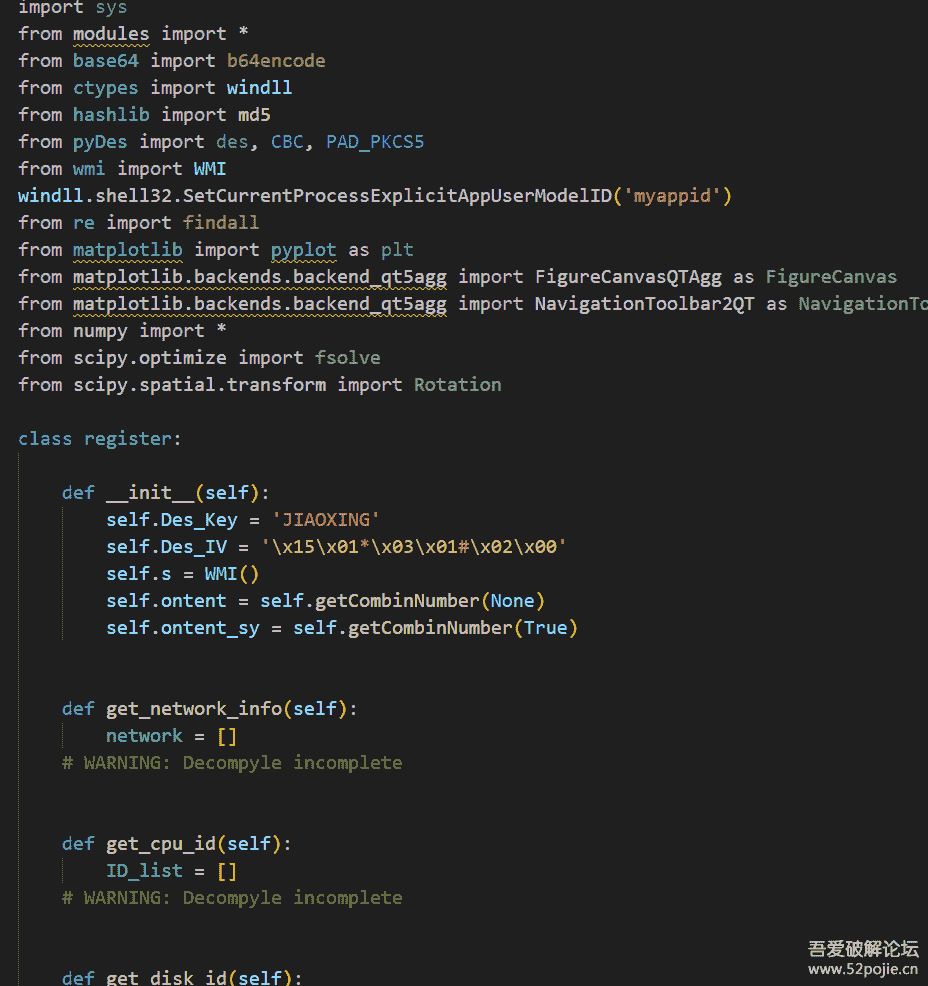 import sys
from modules import *
from base64 import b64encode
from ctypes import windll
from hashlib import md5
from pyDes import des, CBC, PAD_PKCS5
from wmi import WMI
windll.shell32.SetCurrentProcessExplicitAppUserModelID('myappid')
from re import findall
from matplotlib import pyplot as plt
from matplotlib.backends.backend_qt5agg import FigureCanvasQTAgg as FigureCanvas
from matplotlib.backends.backend_qt5agg import NavigationToolbar2QT as NavigationTo
from numpy import *
from scipy.optimize import fsolve
from scipy.spatial.transform import Rotation
class register:
    def __init__(self):
        self.Des_Key = 'JIAOXING'
        self.Des_IV = '\x15\x01*\x03\x01#\x02\x00'
        self.s = WMI()
        self.ontent = self.getCombinNumber(None)
        self.ontent_sy = self.getCombinNumber(True)
    def get_network_info(self):
        network = []
    # WARNING: Decompyle incomplete
    def get_cpu_id(self):
        ID_list = []
    # WARNING: Decompyle incomplete
    def get_disk_id(self):
吾爱破解论坛
www.52pojie.cn